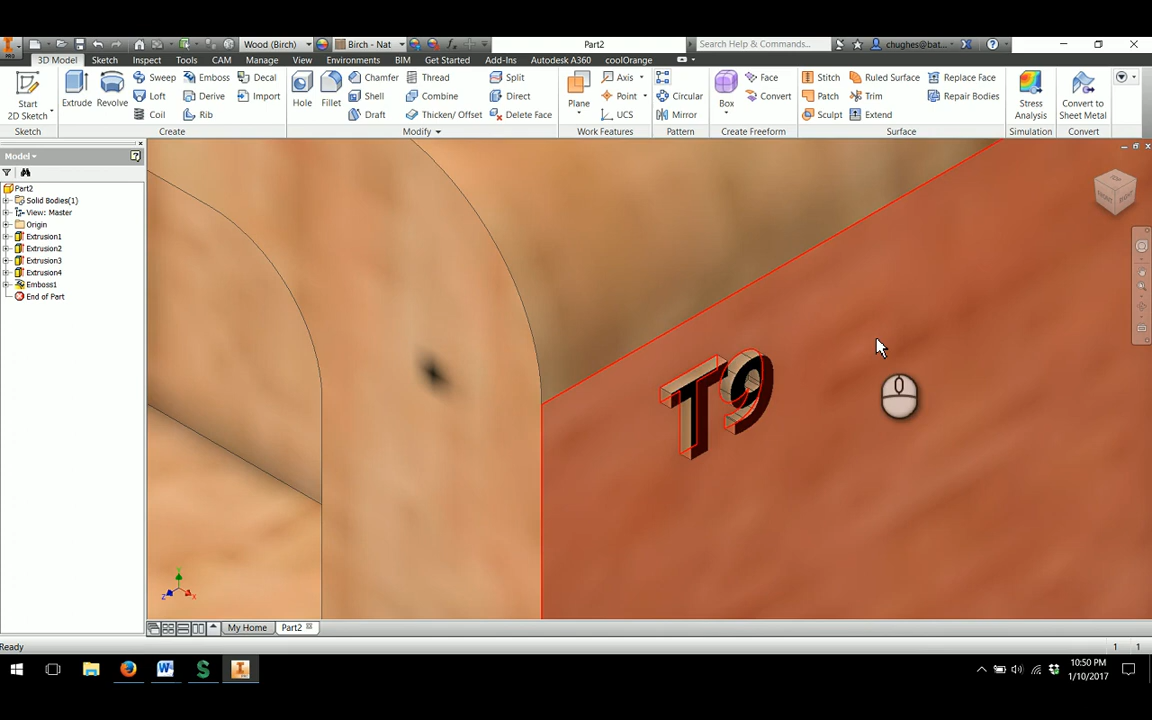 PRO
Wood (Birch)
Birch - Nat
Part2
Search Help & Commands...
chughes@bat...
3D Model
Sketch
Inspect
Tools
CAM
Manage
View
Environments
BIM
Get Started
Add-Ins
Autodesk A360
coolOrange
Start
2D Sketch
Extrude
Revolve
Sweep
Loft
Coil
Emboss
Derive
Rib
Decal
Import
Hole
Fillet
Chamfer
Shell
Draft
Thread
Combine
Thicken/ Offset
Split
Direct
Delete Face
Plane
Axis
Point
UCS
Circular
Mirror
Box
Face
Convert
Stitch
Patch
Sculpt
Ruled Surface
Trim
Extend
Replace Face
Repair Bodies
Stress
Analysis
Convert to
Sheet Metal
Sketch
Create
Modify
Work Features
Pattern
Create Freeform
Surface
Simulation
Convert
Model
Part2
Solid Bodies(1)
View: Master
Origin
Extrusion1
Extrusion2
Extrusion3
Extrusion4
Emboss1
End of Part
T9
My Home
Part2
Ready
1 1
10:50 PM
1/10/2017